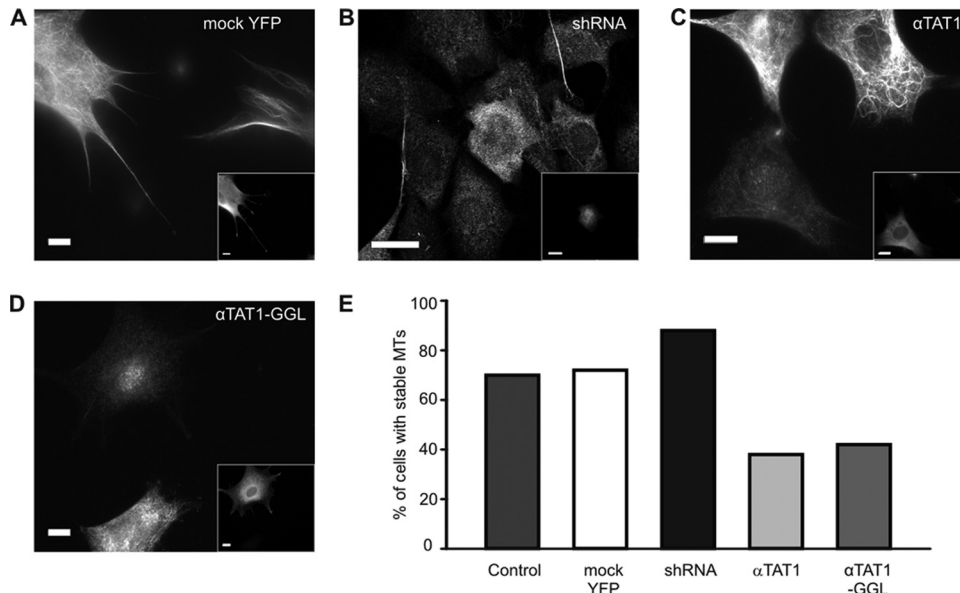 A
mock YFP
B
shRNA
C
αTAT1
D
αTAT1-GGL
E
% of cells with stable MTs
100
80
60
40
20
0
Control
mock
YFP
shRNA
αTAT1
αTAT1
-GGL